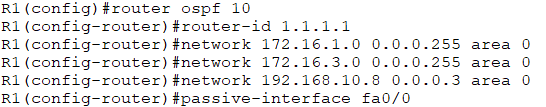 R1(config)#router ospf 10
R1(config-router)#router-id 1.1.1.1
R1(config-router)#network 172.16.1.0 0.0.0.255 area 0
R1(config-router)#network 172.16.3.0 0.0.0.255 area 0
R1(config-router)#network 192.168.10.8 0.0.0.3 area 0
R1(config-router)#passive-interface fa0/0